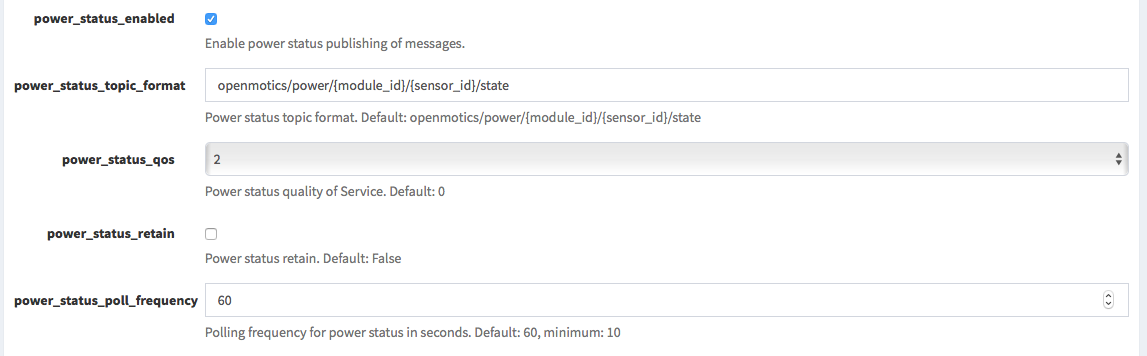 power_status_enabled
Enable power status publishing of messages.
power_status_topic_format openmotics/power/{module_id}/{sensor_id}/state
Power status topic format. Default: openmotics/power/{module_id}/{sensor_id}/state
power_status_qos 2
Power status quality of Service. Default: 0
power_status_retain
Power status retain. Default: False
power_status_poll_frequency 60
Polling frequency for power status in seconds. Default: 60, minimum: 10